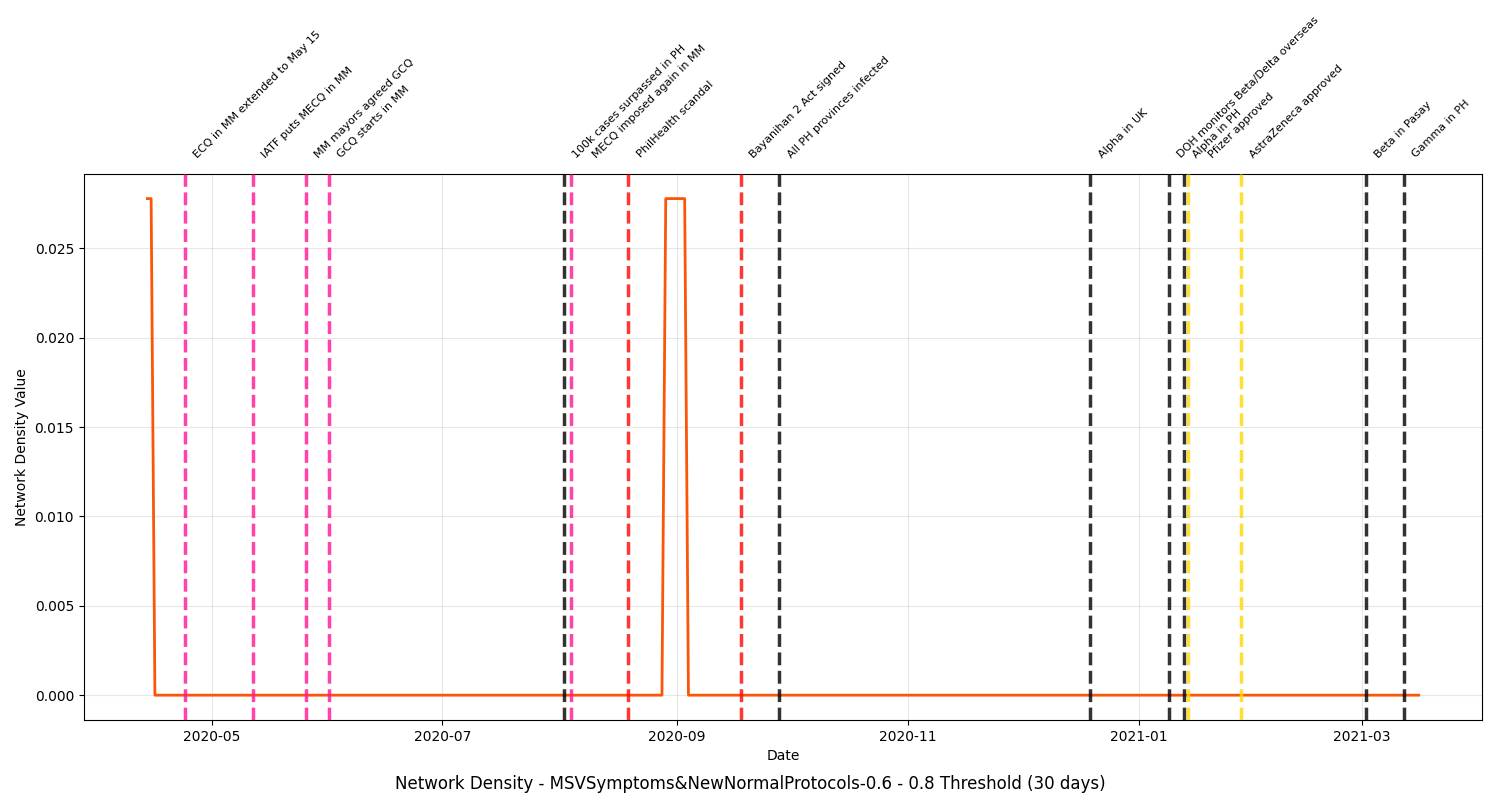 ECQ in MM extended to May 15
IATF puts MECQ in MM
MM mayors agreed GCQ
GCQ starts in MM
100k cases surpassed in PH
MECQ imposed again in MM
PhilHealth scandal
Bayanihan 2 Act signed
All PH provinces infected
Alpha in UK
DOH monitors Beta/Delta overseas
Alpha in PH
Pfizer approved
AstraZeneca approved
Beta in Pasay
Gamma in PH
Network Density Value
0.025
0.020
0.015
0.010
0.005
0.000
2020-05
2020-07
2020-09
2020-11
2021-01
2021-03
Date
Network Density - MSVSymptoms&NewNormalProtocols-0.6 - 0.8 Threshold (30 days)